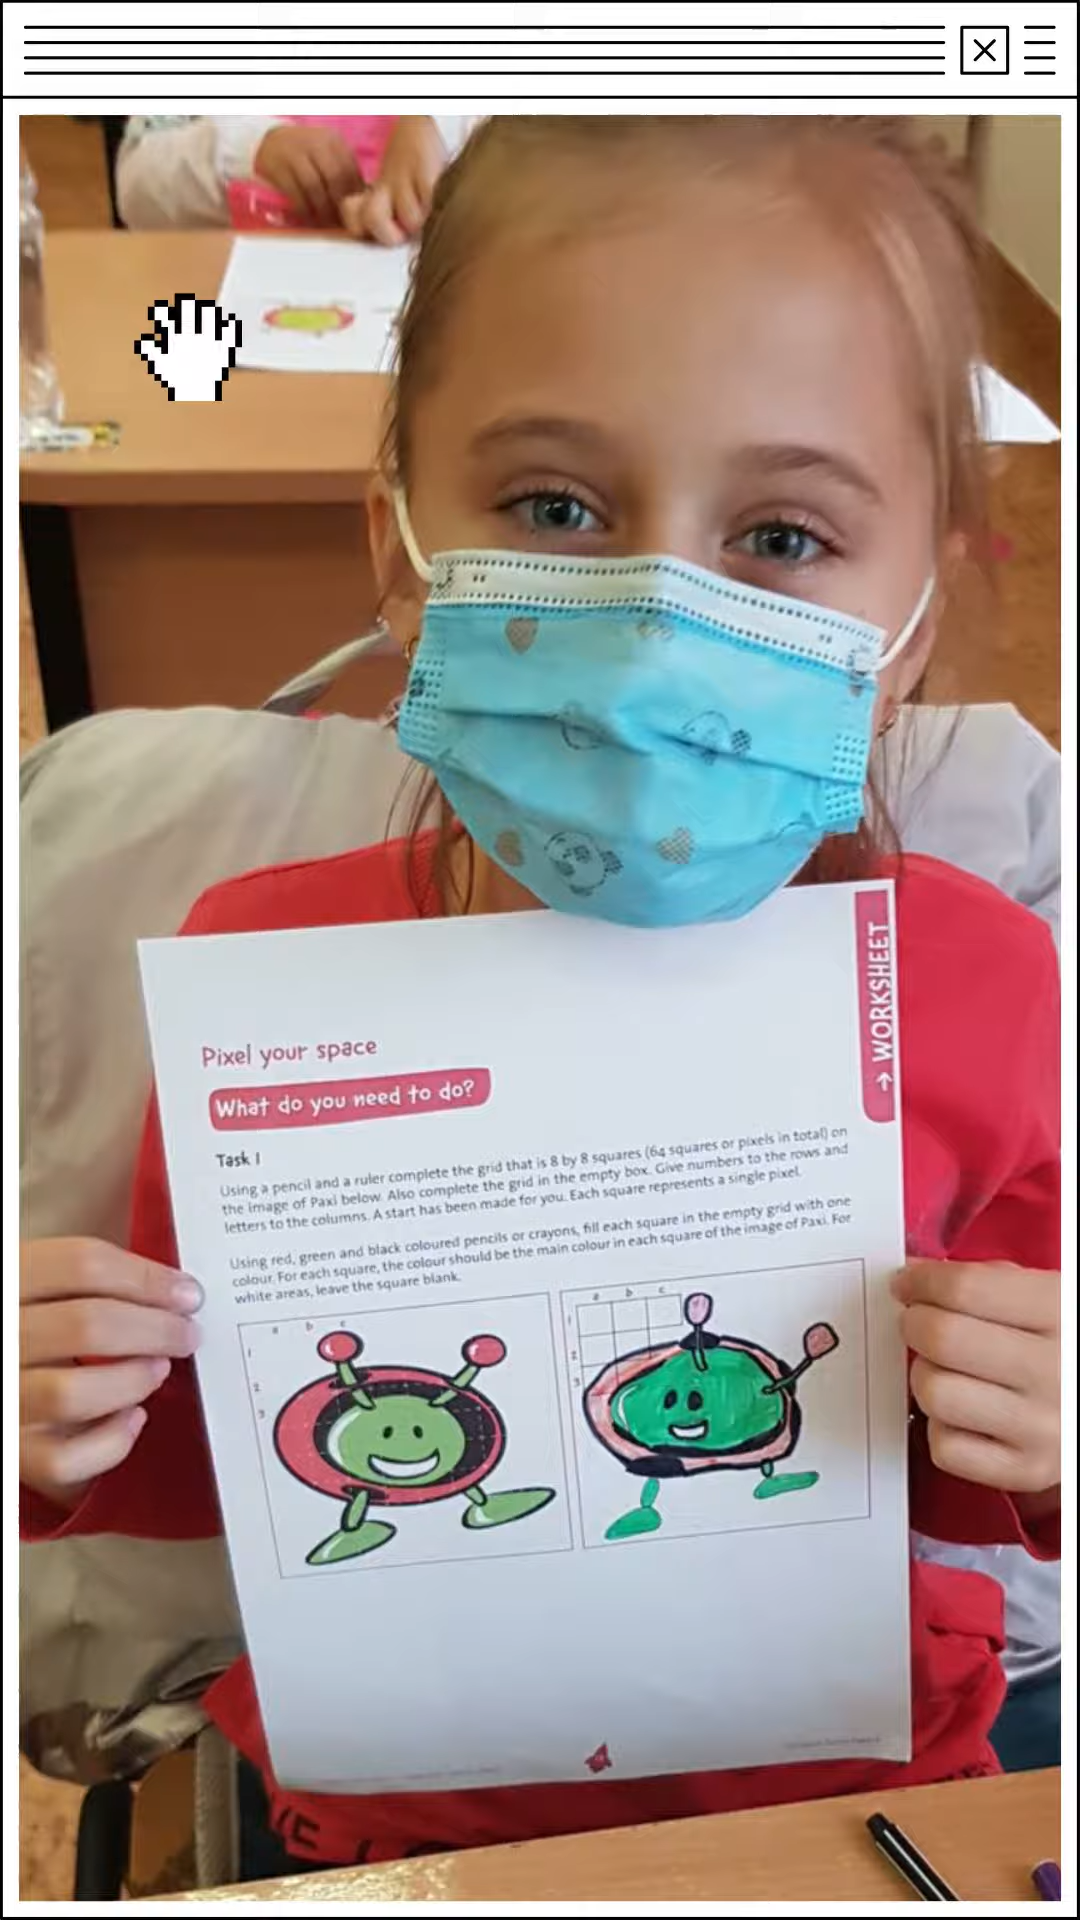 ↑ WORKSHEET
Pixel your space
What do you need to do?
Task 1
Using a pencil and a ruler complete the grid that is 8 by 8 squares (64 squares or pixels in total) on
the image of Paxi below. Also complete the grid in the empty box. Give numbers to the rows and
letters to the columns. A start has been made for you. Each square represents a single pixel.
Using red, green and black coloured pencils or crayons, fill each square in the empty grid with one
colour. For each square, the colour should be the main colour in each square of the image of Paxi. For
white areas, leave the square blank.
a b c
1
2
3
a b c
1
2
3